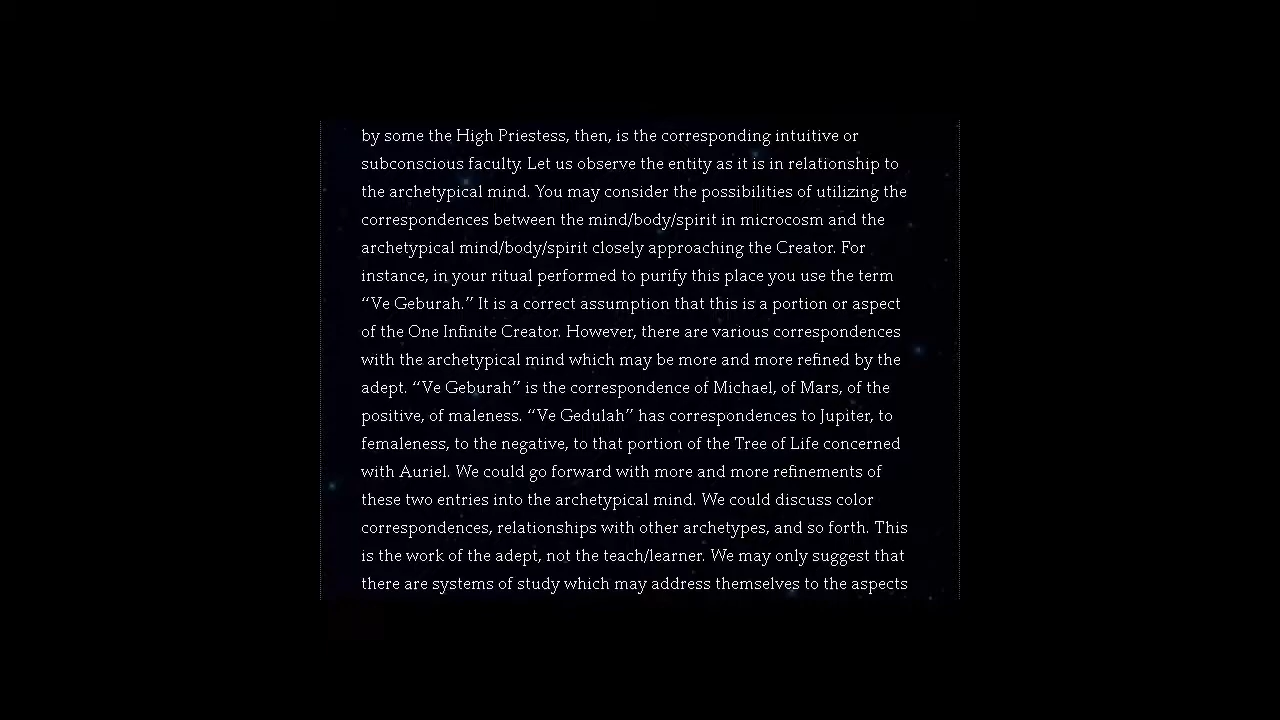 by some the High Priestess, then, is the corresponding intuitive or
subconscious faculty. Let us observe the entity as it is in relationship to
the archetypical mind. You may consider the possibilities of utilizing the
correspondences between the mind/body/spirit in microcosm and the
archetypical mind/body/spirit closely approaching the Creator. For
instance, in your ritual performed to purify this place you use the term
“Ve Geburah.” It is a correct assumption that this is a portion or aspect
of the One Infinite Creator. However, there are various correspondences
with the archetypical mind which may be more and more refined by the
adept. “Ve Geburah” is the correspondence of Michael, of Mars, of the
positive, of maleness. “Ve Gedulah” has correspondences to Jupiter, to
femaleness, to the negative, to that portion of the Tree of Life concerned
with Auriel. We could go forward with more and more refinements of
these two entries into the archetypical mind. We could discuss color
correspondences, relationships with other archetypes, and so forth. This
is the work of the adept, not the teach/learner. We may only suggest that
there are systems of study which may address themselves to the aspects